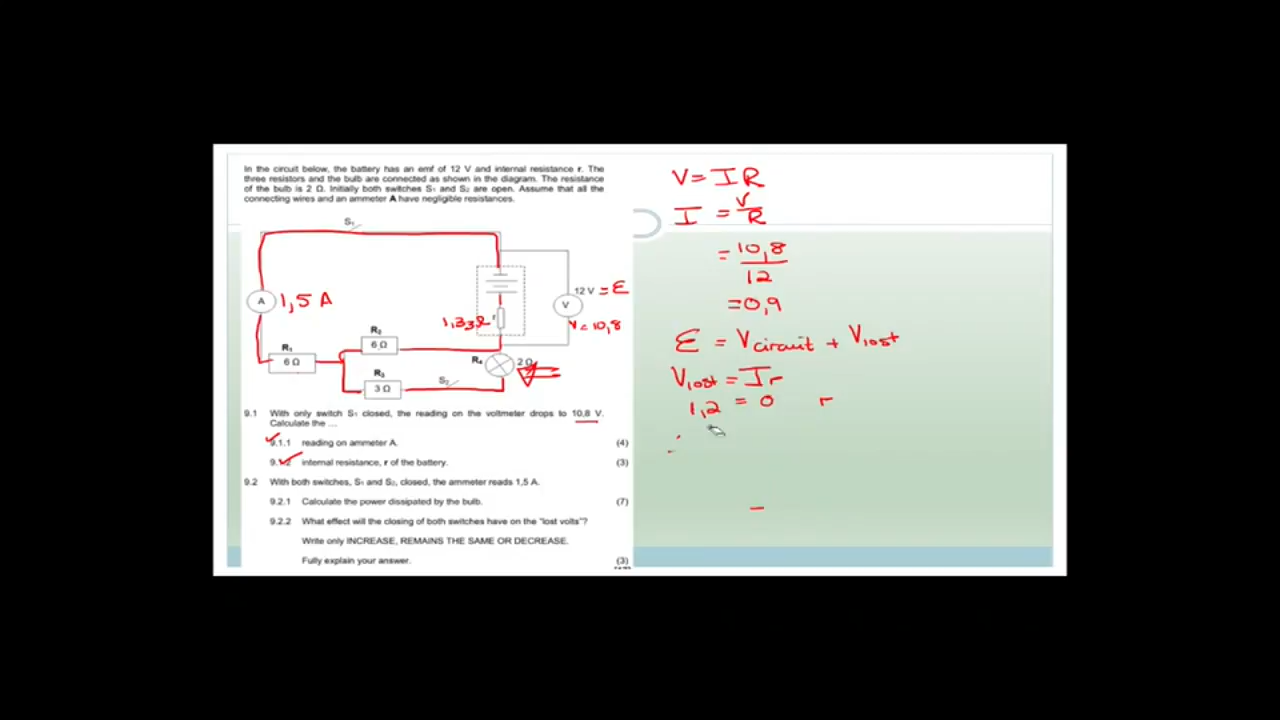 In the circuit below, the battery has an emf of 12 V and internal resistance r. The
three resistors and the bulb are connected as shown in the diagram. The resistance
of the bulb is 2 Ω. Initially both switches S₁ and S₂ are open. Assume that all the
connecting wires and an ammeter A have negligible resistances.
S₁
A
1,5 A
12 V = ε
V
V = 10,8
1,33Ω
r
R₂
6 Ω
R₁
6 Ω
R₄
2 Ω
R₃
3 Ω
S₂
9.1 With only switch S₁ closed, the reading on the voltmeter drops to 10,8 V.
Calculate the ...
9.1.1 reading on ammeter A. (4)
9.1.2 internal resistance, r of the battery. (3)
9.2 With both switches, S₁ and S₂, closed, the ammeter reads 1,5 A.
9.2.1 Calculate the power dissipated by the bulb. (7)
9.2.2 What effect will the closing of both switches have on the "lost volts"?
Write only INCREASE, REMAINS THE SAME OR DECREASE.
Fully explain your answer. (3)
V = IR
I = V/R
= 10,8/12
= 0,9
ε = Vcircuit + Vlost
Vlost = Ir
1,2 = 0 r